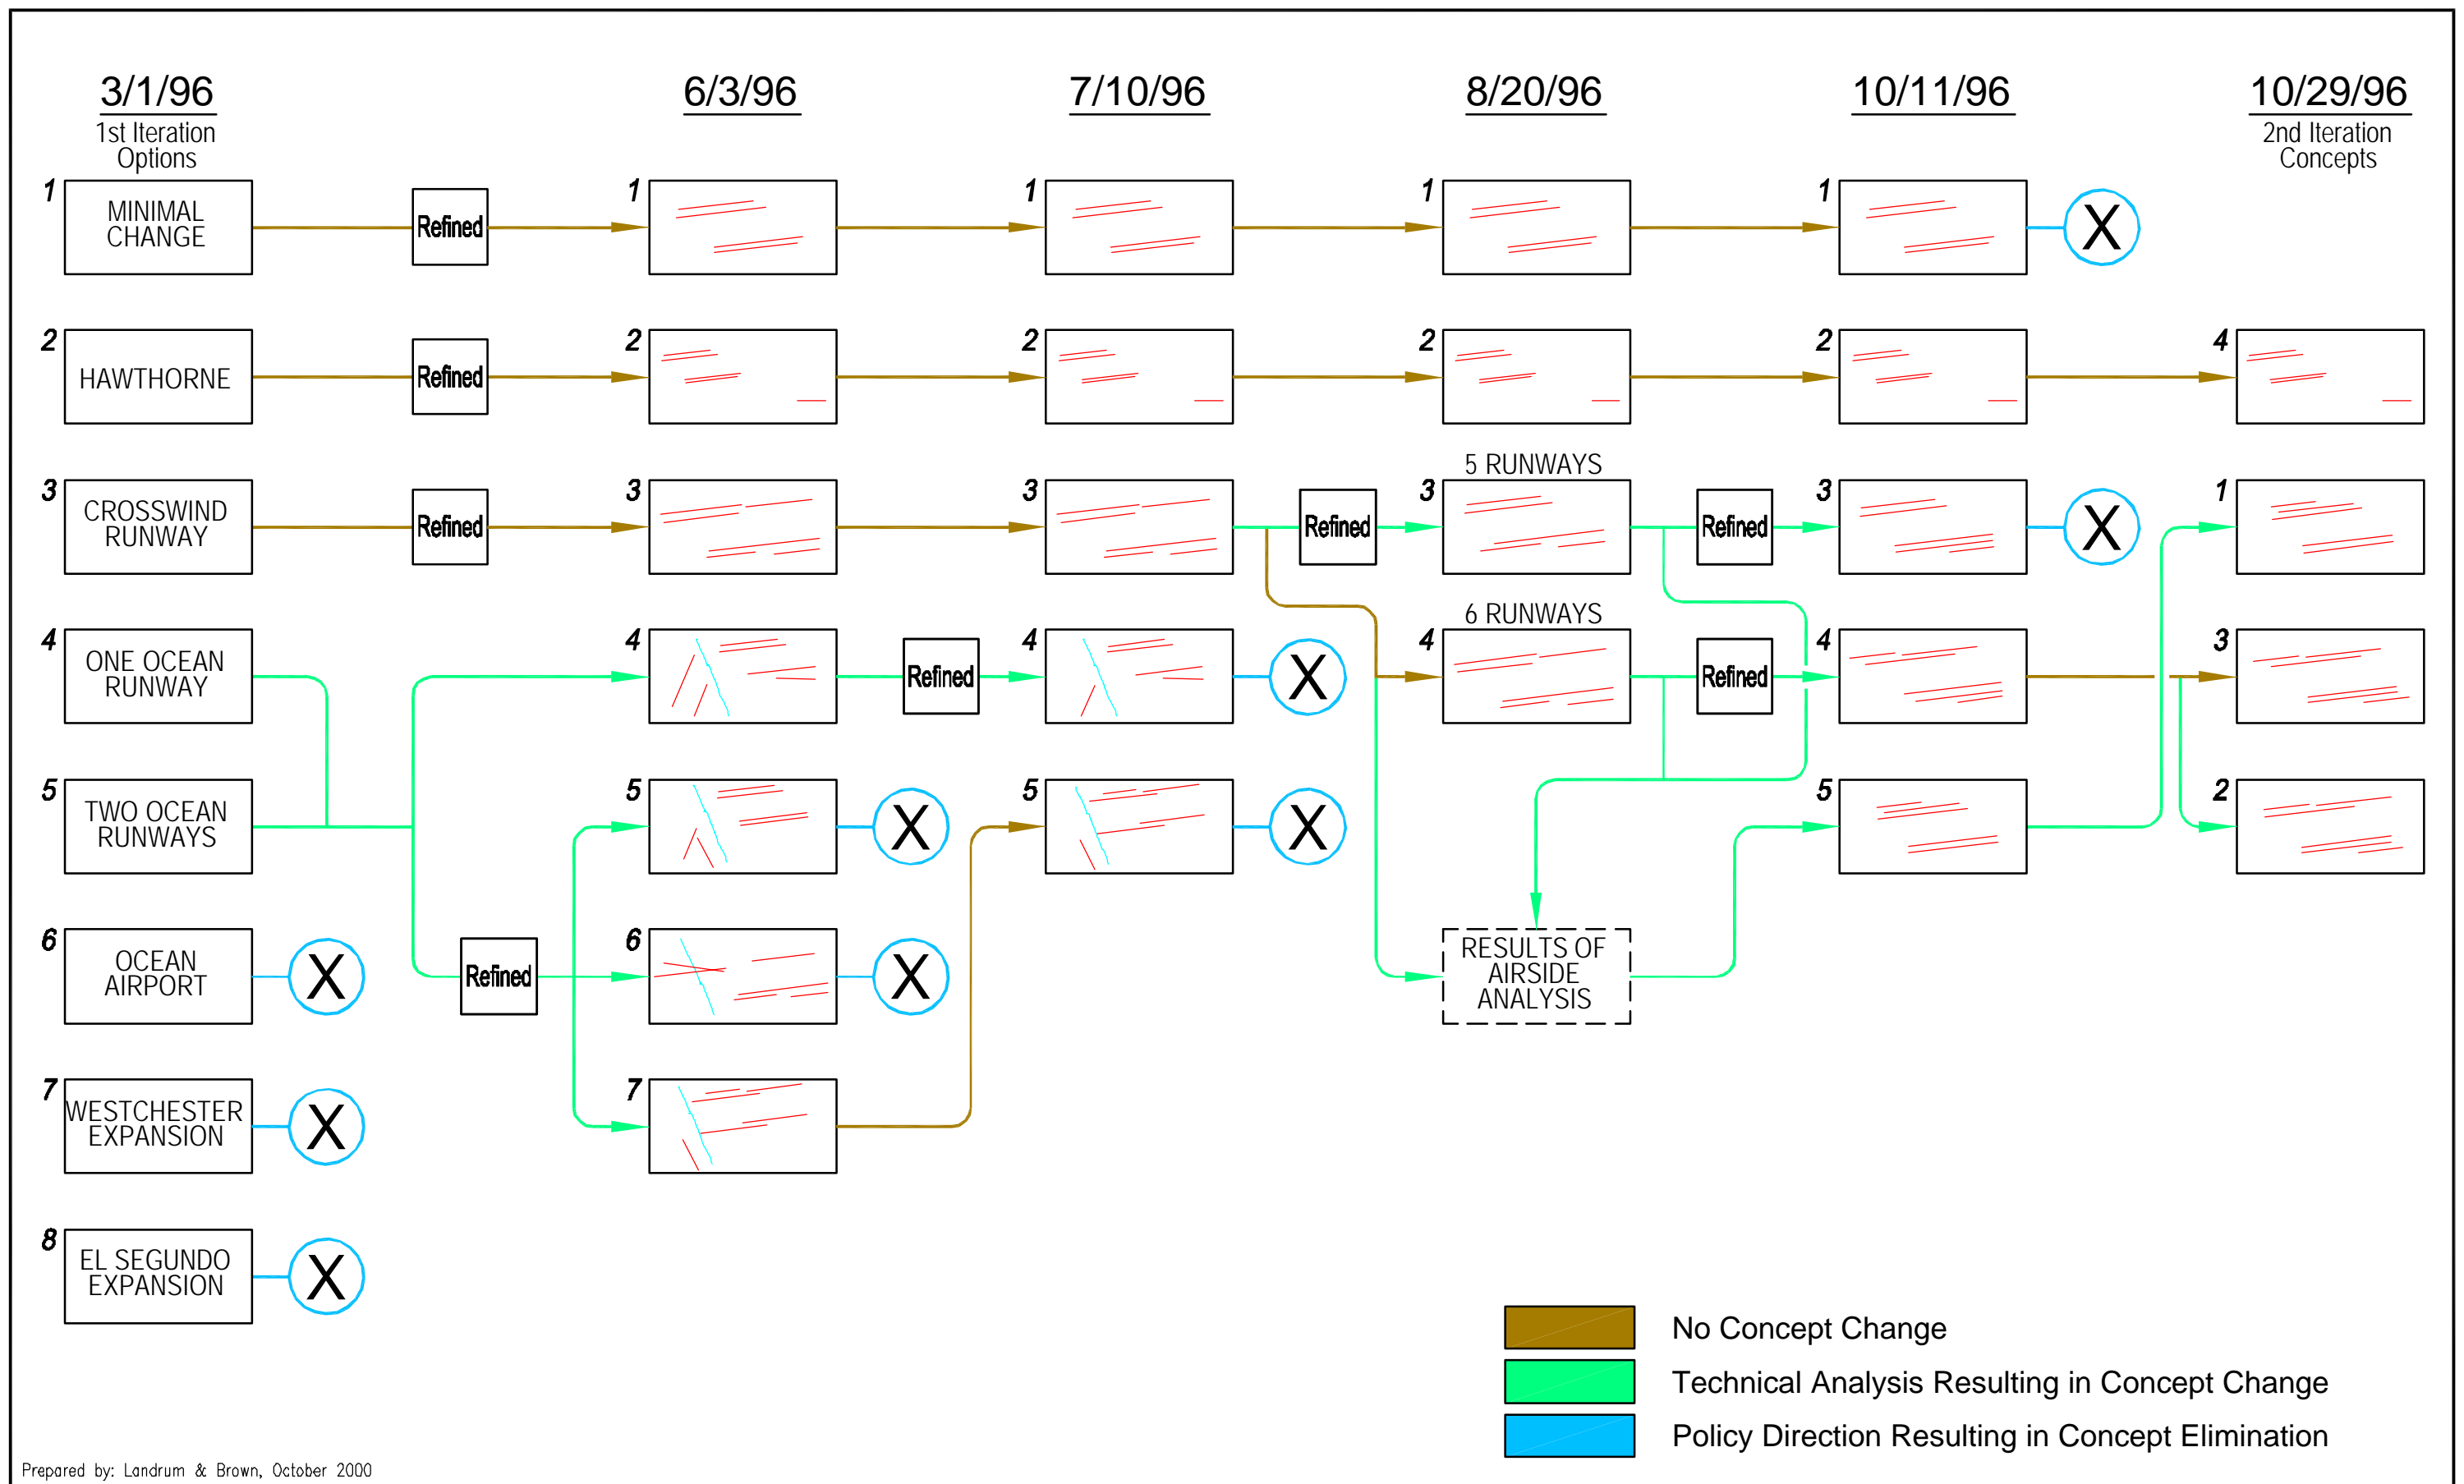 3/1/96
6/3/96
7/10/96
8/20/96
10/11/96
10/29/96
1st Iteration
Options
2nd Iteration
Concepts
1
MINIMAL
CHANGE
Refined
1
1
1
1
X
2
HAWTHORNE
Refined
2
2
2
2
4
3
CROSSWIND
RUNWAY
Refined
3
3
Refined
5 RUNWAYS
3
Refined
3
X
1
4
ONE OCEAN
RUNWAY
4
Refined
4
X
6 RUNWAYS
4
Refined
4
3
5
TWO OCEAN
RUNWAYS
5
X
5
X
5
2
6
OCEAN
AIRPORT
X
Refined
6
X
RESULTS OF
AIRSIDE
ANALYSIS
7
WESTCHESTER
EXPANSION
X
7
8
EL SEGUNDO
EXPANSION
X
No Concept Change
Technical Analysis Resulting in Concept Change
Policy Direction Resulting in Concept Elimination
Prepared by: Landrum & Brown, October 2000